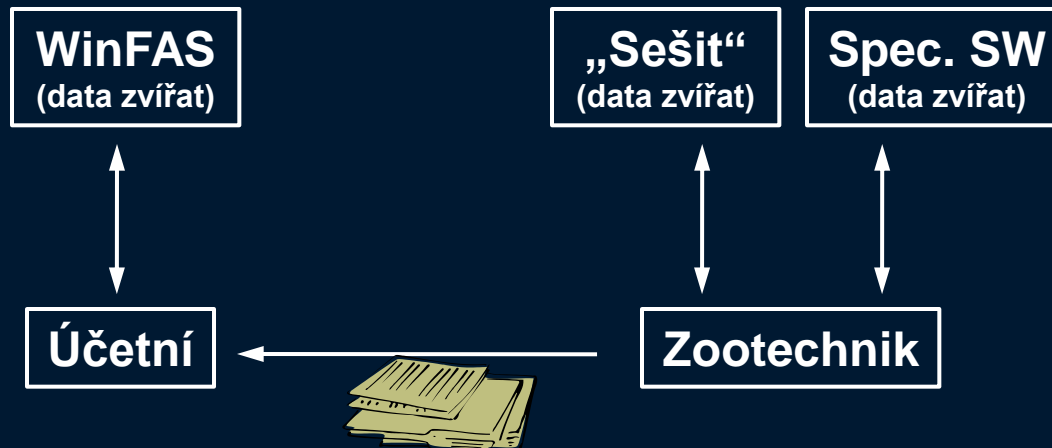 WinFAS
(data zvířat)
„Sešit“
(data zvířat)
Spec. SW
(data zvířat)
Účetní
Zootechnik